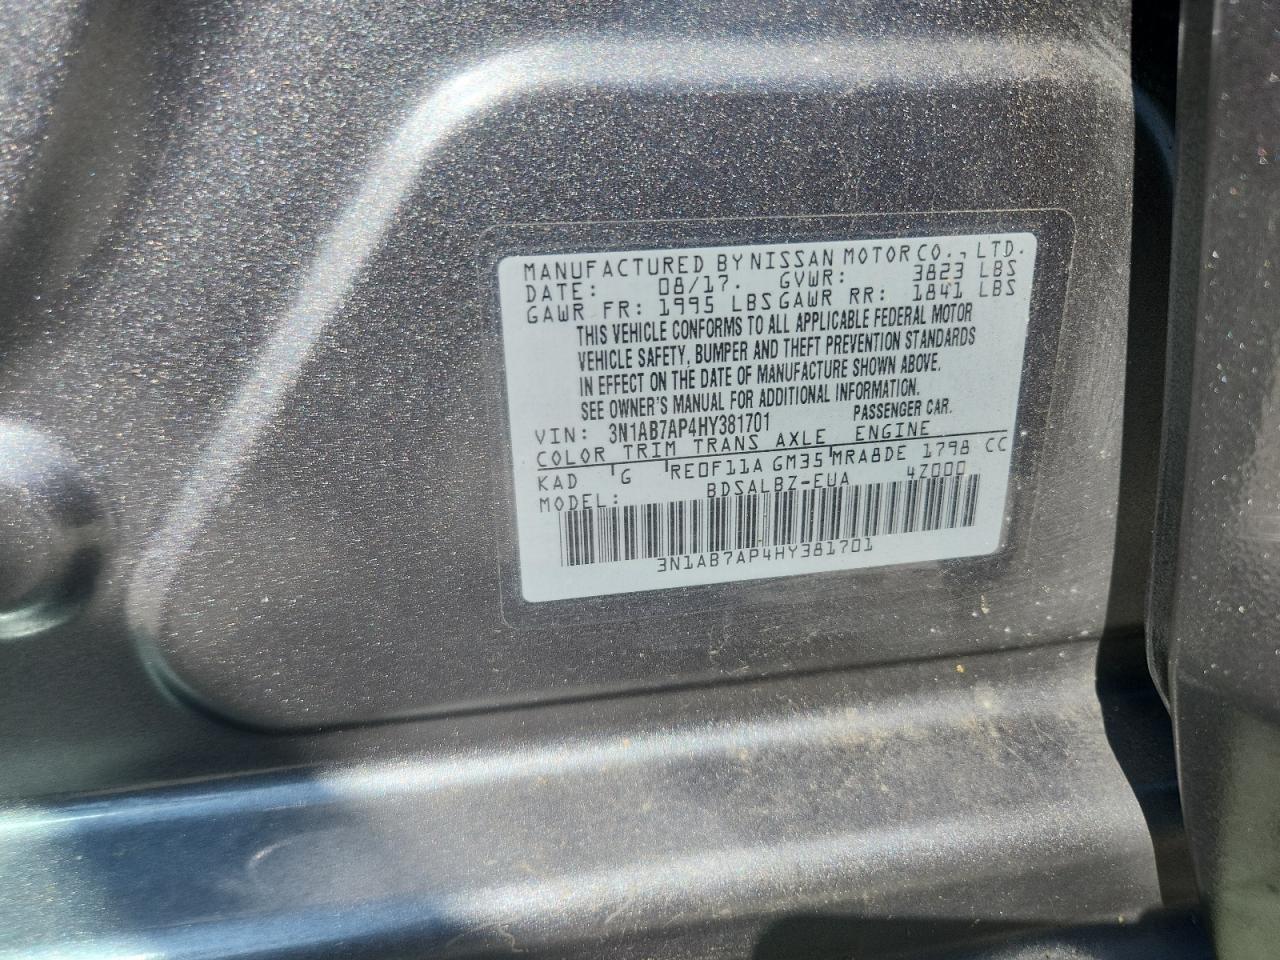 MANUFACTURED BY NISSAN MOTOR CO., LTD.
DATE: 08/17. GVWR: 3823 LBS
GAWR FR: 1995 LBS GAWR RR: 1841 LBS
THIS VEHICLE CONFORMS TO ALL APPLICABLE FEDERAL MOTOR
VEHICLE SAFETY, BUMPER AND THEFT PREVENTION STANDARDS
IN EFFECT ON THE DATE OF MANUFACTURE SHOWN ABOVE.
SEE OWNER'S MANUAL FOR ADDITIONAL INFORMATION.
VIN: 3N1AB7AP4HY381701 PASSENGER CAR.
COLOR TRIM TRANS AXLE ENGINE
KAD G RE0F11A GM35 MRA8DE 1798 CC
MODEL: BDSALBZ-EUA 4Z000
3N1AB7AP4HY381701